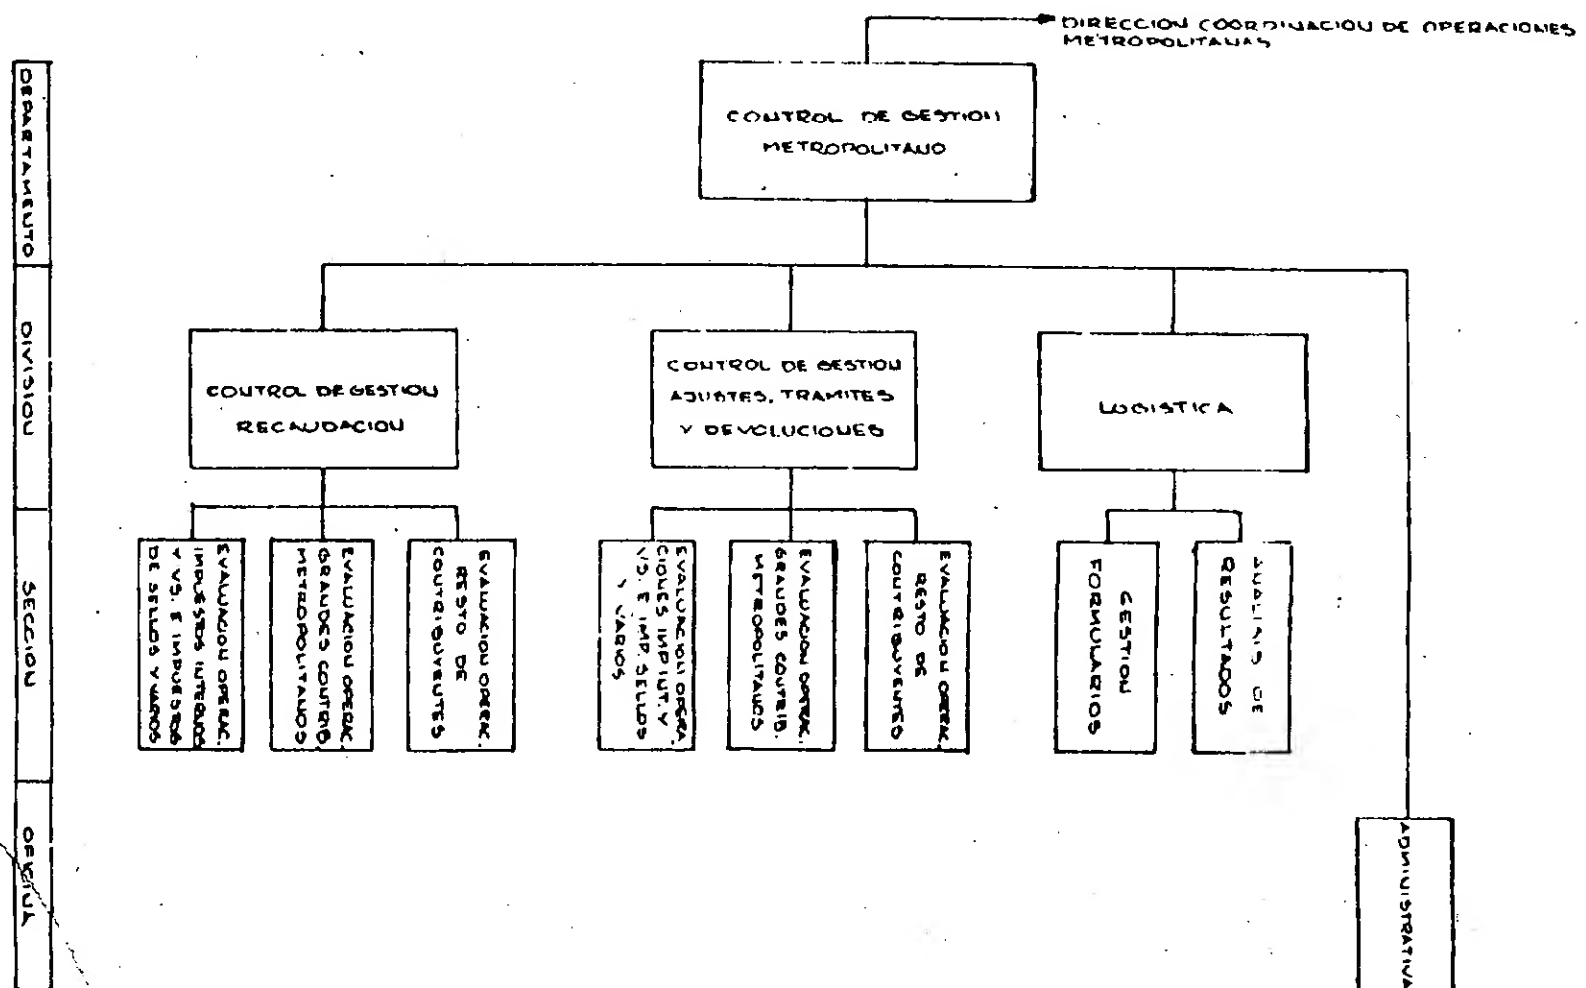 DIRECCION COORDINACION DE OPERACIONES
METROPOLITANAS
CONTROL DE GESTION
METROPOLITANO
DEPARTAMENTO
DIVISION
SECCION
OFICINA
CONTROL DE GESTION
RECAUDACION
CONTROL DE GESTION
AJUSTES, TRAMITES
Y DEVOLUCIONES
LOGISTICA
EVALUACION OPERAC.
IMPUESTOS INTERNOS
Y VS. E IMPUESTOS
DE SELLOS Y VARIOS
EVALUACION OPERAC.
GRANDES CONTRIB.
METROPOLITANOS
EVALUACION OPERAC.
RESTO DE
CONTRIBUYENTES
EVALUACION OPERA
CIONES IMP INT. Y
VS. E IMP. SELLOS
Y VARIOS
EVALUACION OPERAC.
GRANDES CONTRIB.
METROPOLITANOS
EVALUACION OPERAC.
RESTO DE
CONTRIBUYENTES
GESTION
FORMULARIOS
ANALISIS DE
RESULTADOS
ADMINISTRATIVA